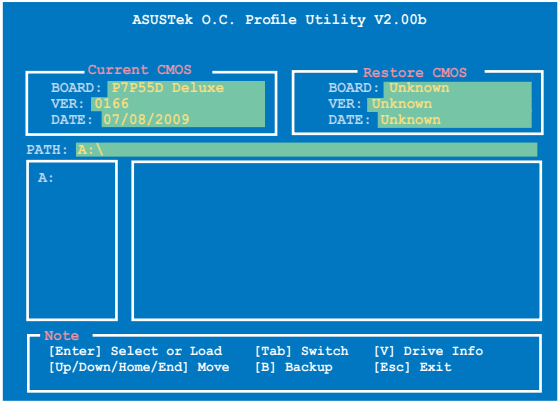 ASUSTek O.C. Profile Utility V2.00b
Current CMOS
BOARD: P7P55D Deluxe
VER: 0166
DATE: 07/08/2009
Restore CMOS
BOARD: Unknown
VER: Unknown
DATE: Unknown
PATH: A:\
A:
Note
[Enter] Select or Load [Tab] Switch [V] Drive Info
[Up/Down/Home/End] Move [B] Backup [Esc] Exit